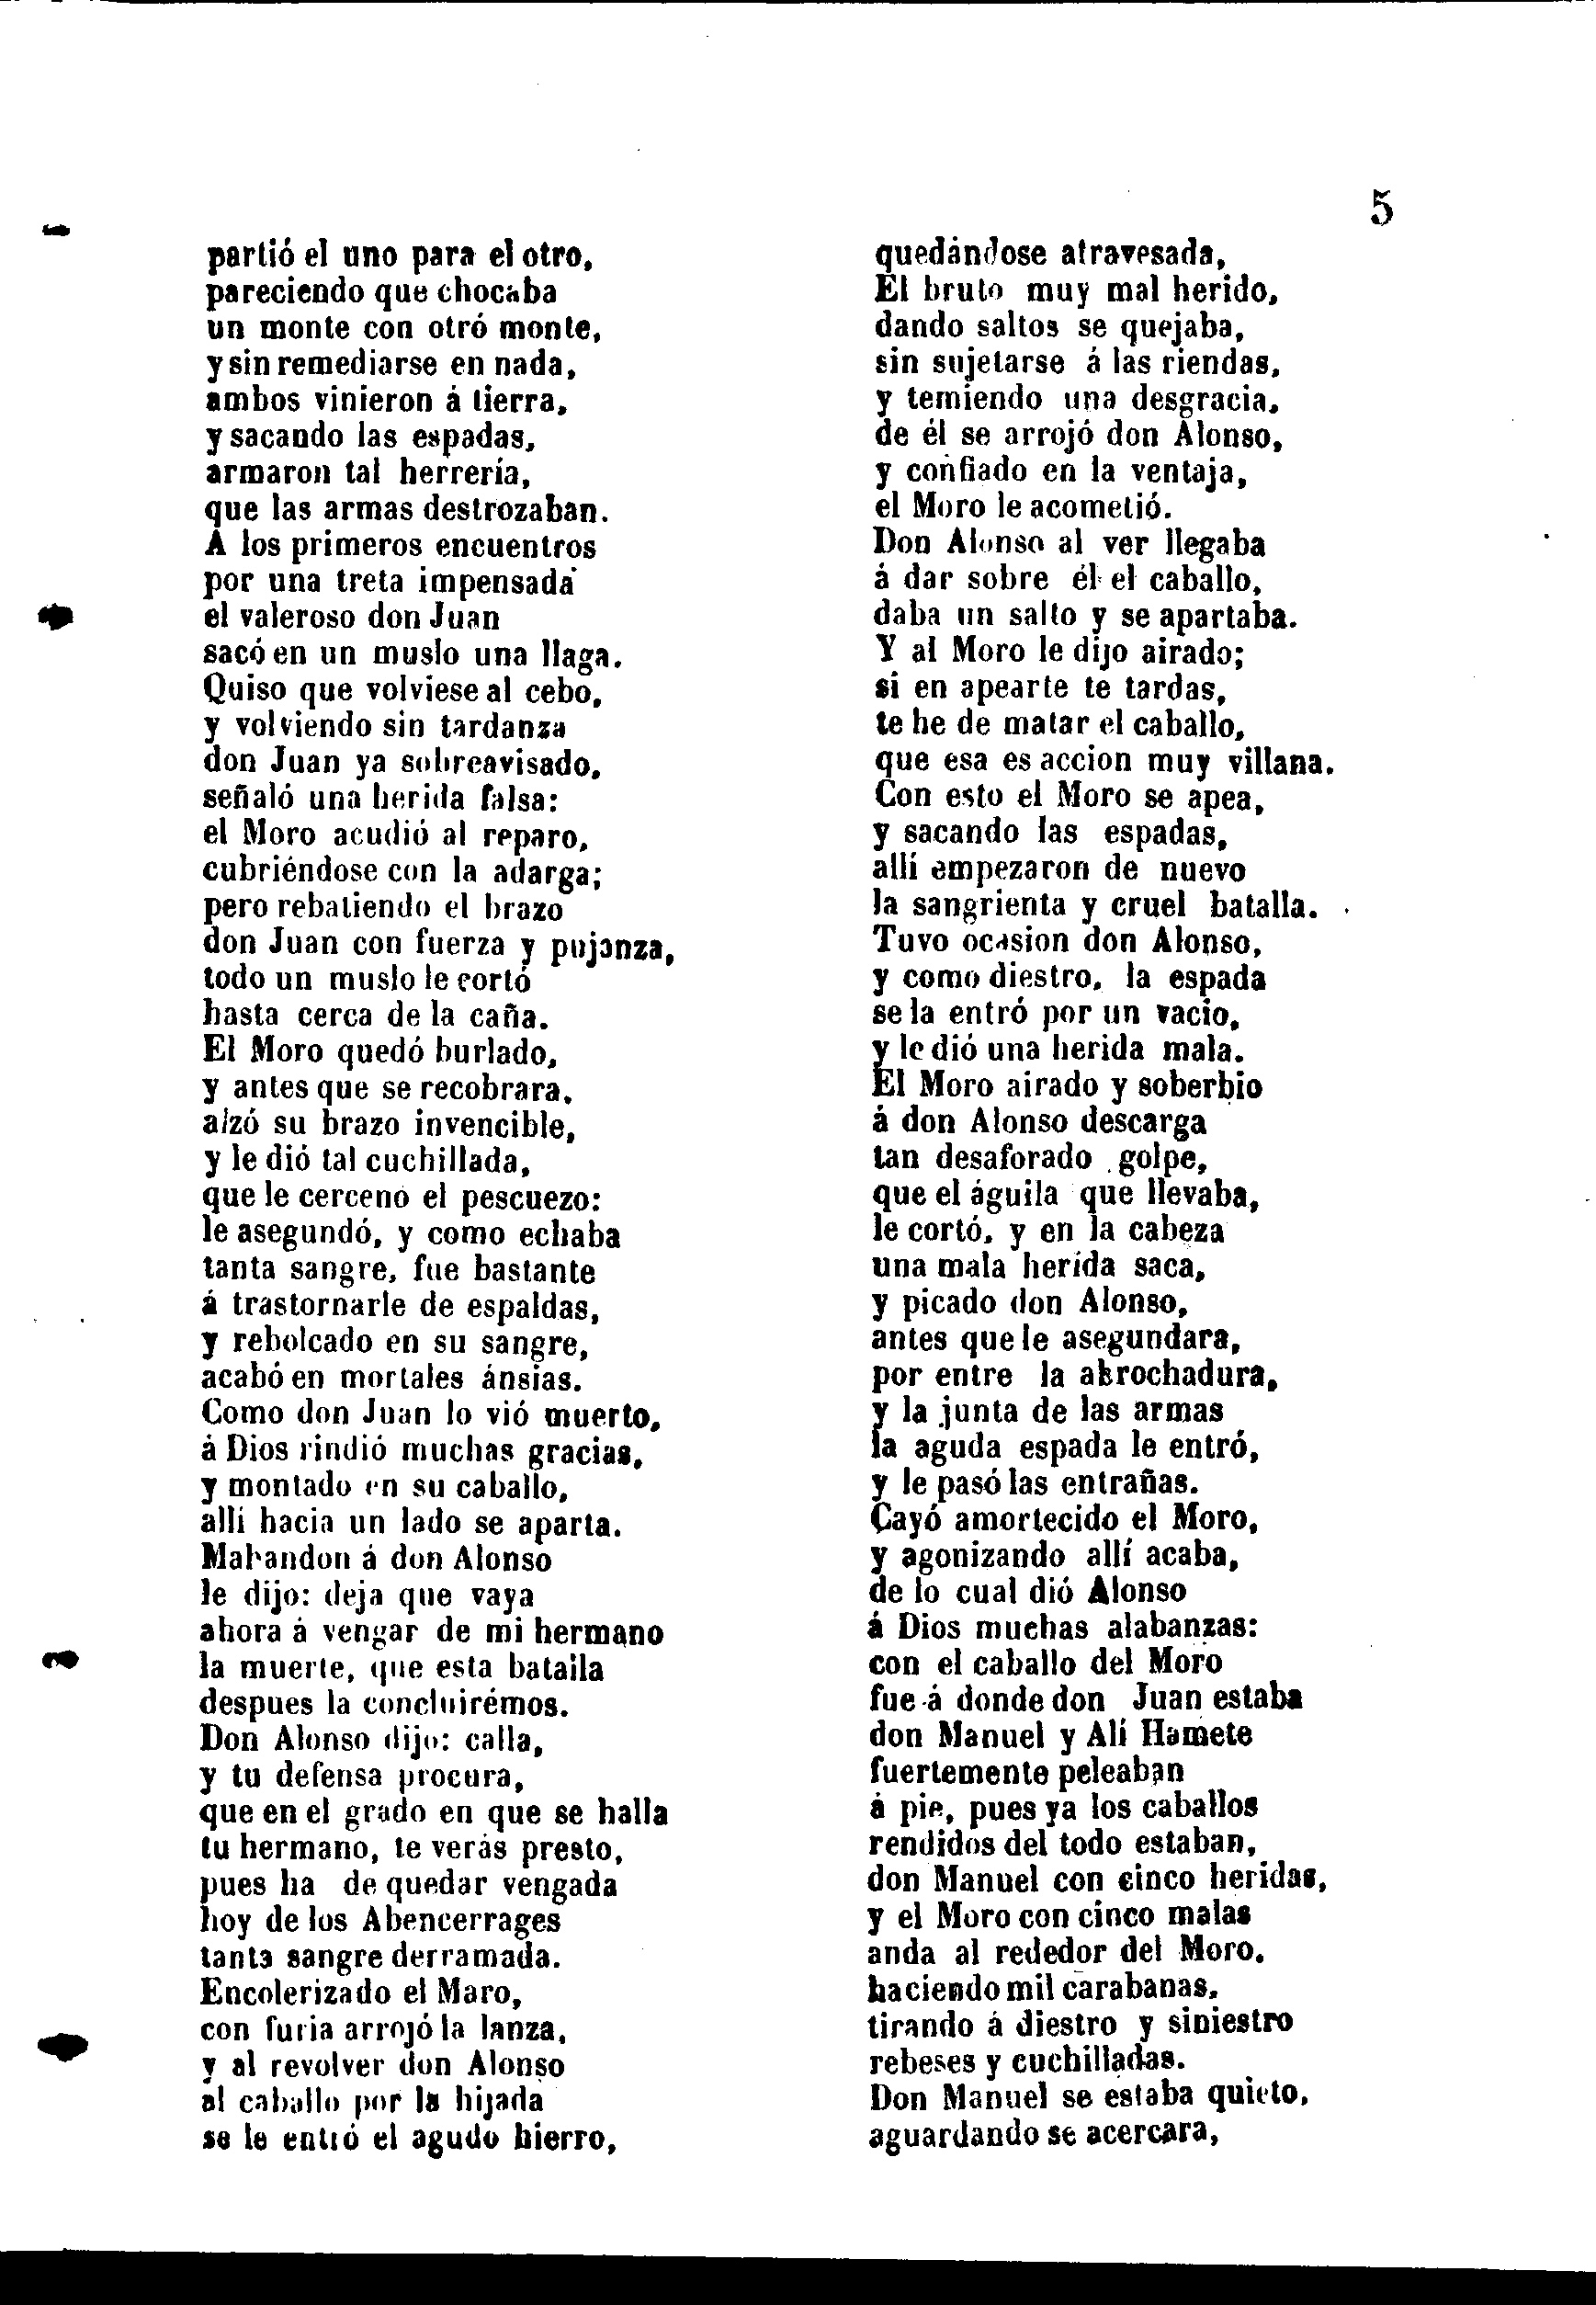 5
partió el uno para el otro,
pareciendo que chocaba
un monte con otró monte,
y sin remediarse en nada,
ambos vinieron á tierra,
y sacando las espadas,
armaron tal herrería,
que las armas destrozaban.
A los primeros encuentros
por una treta impensada
el valeroso don Juan
sacó en un muslo una llaga.
Quiso que volviese al cebo,
y volviendo sin tardanza
don Juan ya sobreavisado,
señaló una herida falsa:
el Moro acudió al reparo,
cubriéndose con la adarga;
pero rebatiendo el brazo
don Juan con fuerza y pujanza,
todo un muslo le cortó
hasta cerca de la caña.
El Moro quedó burlado,
y antes que se recobrara,
alzó su brazo invencible,
y le dió tal cuchillada,
que le cercenó el pescuezo:
le asegundó, y como echaba
tanta sangre, fue bastante
á trastornarle de espaldas,
y rebolcado en su sangre,
acabó en mortales ánsias.
Como don Juan lo vió muerto,
á Dios rindió muchas gracias,
y montado en su caballo,
allí hacia un lado se aparta.
Mahandon á don Alonso
le dijo: deja que vaya
ahora á vengar de mi hermano
la muerte, que esta batalla
despues la concluirémos.
Don Alonso dijo: calla,
y tu defensa procura,
que en el grado en que se halla
tu hermano, te verás presto,
pues ha de quedar vengada
hoy de los Abencerrages
tanta sangre derramada.
Encolerizado el Maro,
con furia arrojó la lanza,
y al revolver don Alonso
al caballo por la hijada
se le entró el agudo hierro,
quedándose atravesada,
El bruto muy mal herido,
dando saltos se quejaba,
sin sujetarse á las riendas,
y temiendo una desgracia,
de él se arrojó don Alonso,
y confiado en la ventaja,
el Moro le acometió.
Don Alonso al ver llegaba
á dar sobre él el caballo,
daba un salto y se apartaba.
Y al Moro le dijo airado;
si en apearte te tardas,
te he de matar el caballo,
que esa es accion muy villana.
Con esto el Moro se apea,
y sacando las espadas,
allí empezaron de nuevo
la sangrienta y cruel batalla.
Tuvo ocasion don Alonso,
y como diestro, la espada
se la entró por un vacio,
y le dió una herida mala.
El Moro airado y soberbio
á don Alonso descarga
tan desaforado golpe,
que el águila que llevaba,
le cortó, y en la cabeza
una mala herída saca,
y picado don Alonso,
antes que le asegundara,
por entre la abrochadura,
y la junta de las armas
la aguda espada le entró,
y le pasó las entrañas.
Cayó amortecido el Moro,
y agonizando allí acaba,
de lo cual dió Alonso
á Dios muchas alabanzas:
con el caballo del Moro
fue á donde don Juan estaba
don Manuel y Alí Hamete
fuertemente peleaban
á pie, pues ya los caballos
rendidos del todo estaban,
don Manuel con cinco heridas,
y el Moro con cinco malas
anda al rededor del Moro.
haciendo mil carabanas,
tirando á diestro y siniestro
rebeses y cuchilladas.
Don Manuel se estaba quieto,
aguardando se acercara,